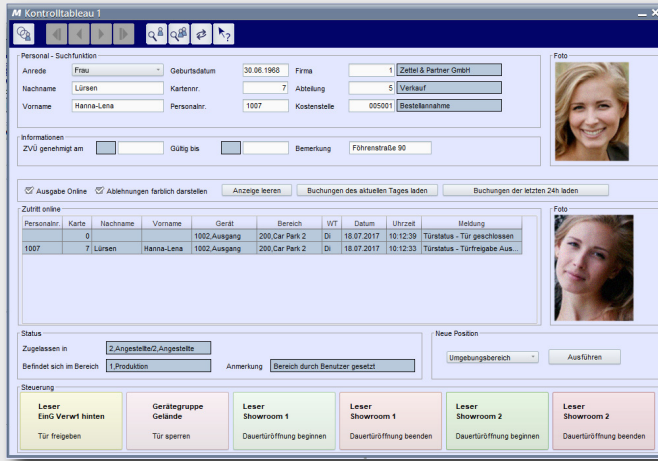 M Kontrolltableau 1
Personal - Suchfunktion
Anrede Frau Geburtsdatum 30.06.1968 Firma 1 Zettel & Partner GmbH
Nachname Lürsen Kartennr. 7 Abteilung 5 Verkauf
Vorname Hanna-Lena Personalnr. 1007 Kostenstelle 005001 Bestellannahme
Foto
Informationen
ZVÜ genehmigt am Gültig bis Bemerkung Föhrenstraße 90
Ausgabe Online Ablehnungen farblich darstellen Anzeige leeren Buchungen des aktuellen Tages laden Buchungen der letzten 24h laden
Zutritt online
Personalnr. Karte Nachname Vorname Gerät Bereich WT Datum Uhrzeit Meldung
0 1002,Ausgang 200,Car Park 2 Di 18.07.2017 10:12:39 Türstatus - Tür geschlossen
1007 7 Lürsen Hanna-Lena 1002,Ausgang 200,Car Park 2 Di 18.07.2017 10:12:33 Türstatus - Türfreigabe Aus...
Foto
Status
Zugelassen in 2,Angestellte/2,Angestellte
Befindet sich im Bereich 1,Produktion Anmerkung Bereich durch Benutzer gesetzt
Neue Position
Umgebungsbereich Ausführen
Steuerung
Leser
EinG Verw1 hinten
Tür freigeben
Gerätegruppe
Gelände
Tür sperren
Leser
Showroom 1
Dauertüröffnung beginnen
Leser
Showroom 1
Dauertüröffnung beenden
Leser
Showroom 2
Dauertüröffnung beginnen
Leser
Showroom 2
Dauertüröffnung beenden